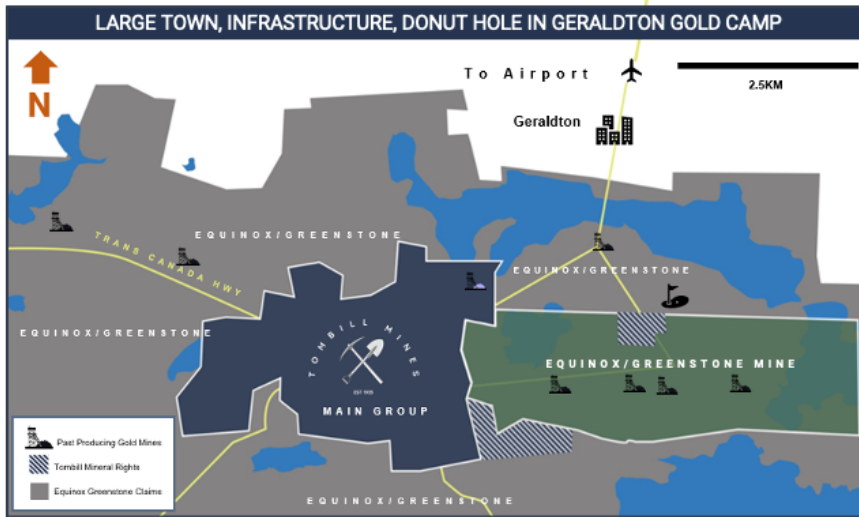 LARGE TOWN, INFRASTRUCTURE, DONUT HOLE IN GERALDTON GOLD CAMP
N
To Airport
2.5KM
Geraldton
TRANS CANADA HWY
EQUINOX/GREENSTONE
EQUINOX/GREENSTONE
EQUINOX/GREENSTONE
TOMBILL MINES
EST 1935
MAIN GROUP
EQUINOX/GREENSTONE MINE
Past Producing Gold Mines
Tombill Mineral Rights
Equinox Greenstone Claims
EQUINOX/GREENSTONE